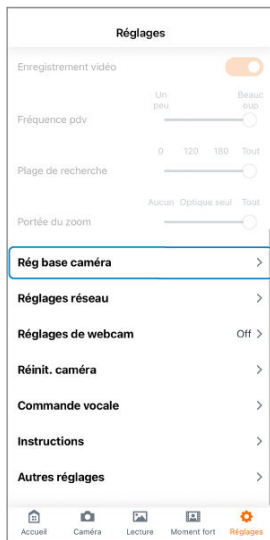 Réglages
Enregistrement vidéo
Un peu
Beauc oup
Fréquence pdv
0 120 180 Tout
Plage de recherche
Aucun Optique seul Tout
Portée du zoom
Rég base caméra
Réglages réseau
Réglages de webcam Off
Réinit. caméra
Commande vocale
Instructions
Autres réglages
Accueil Caméra Lecture Moment fort Réglages